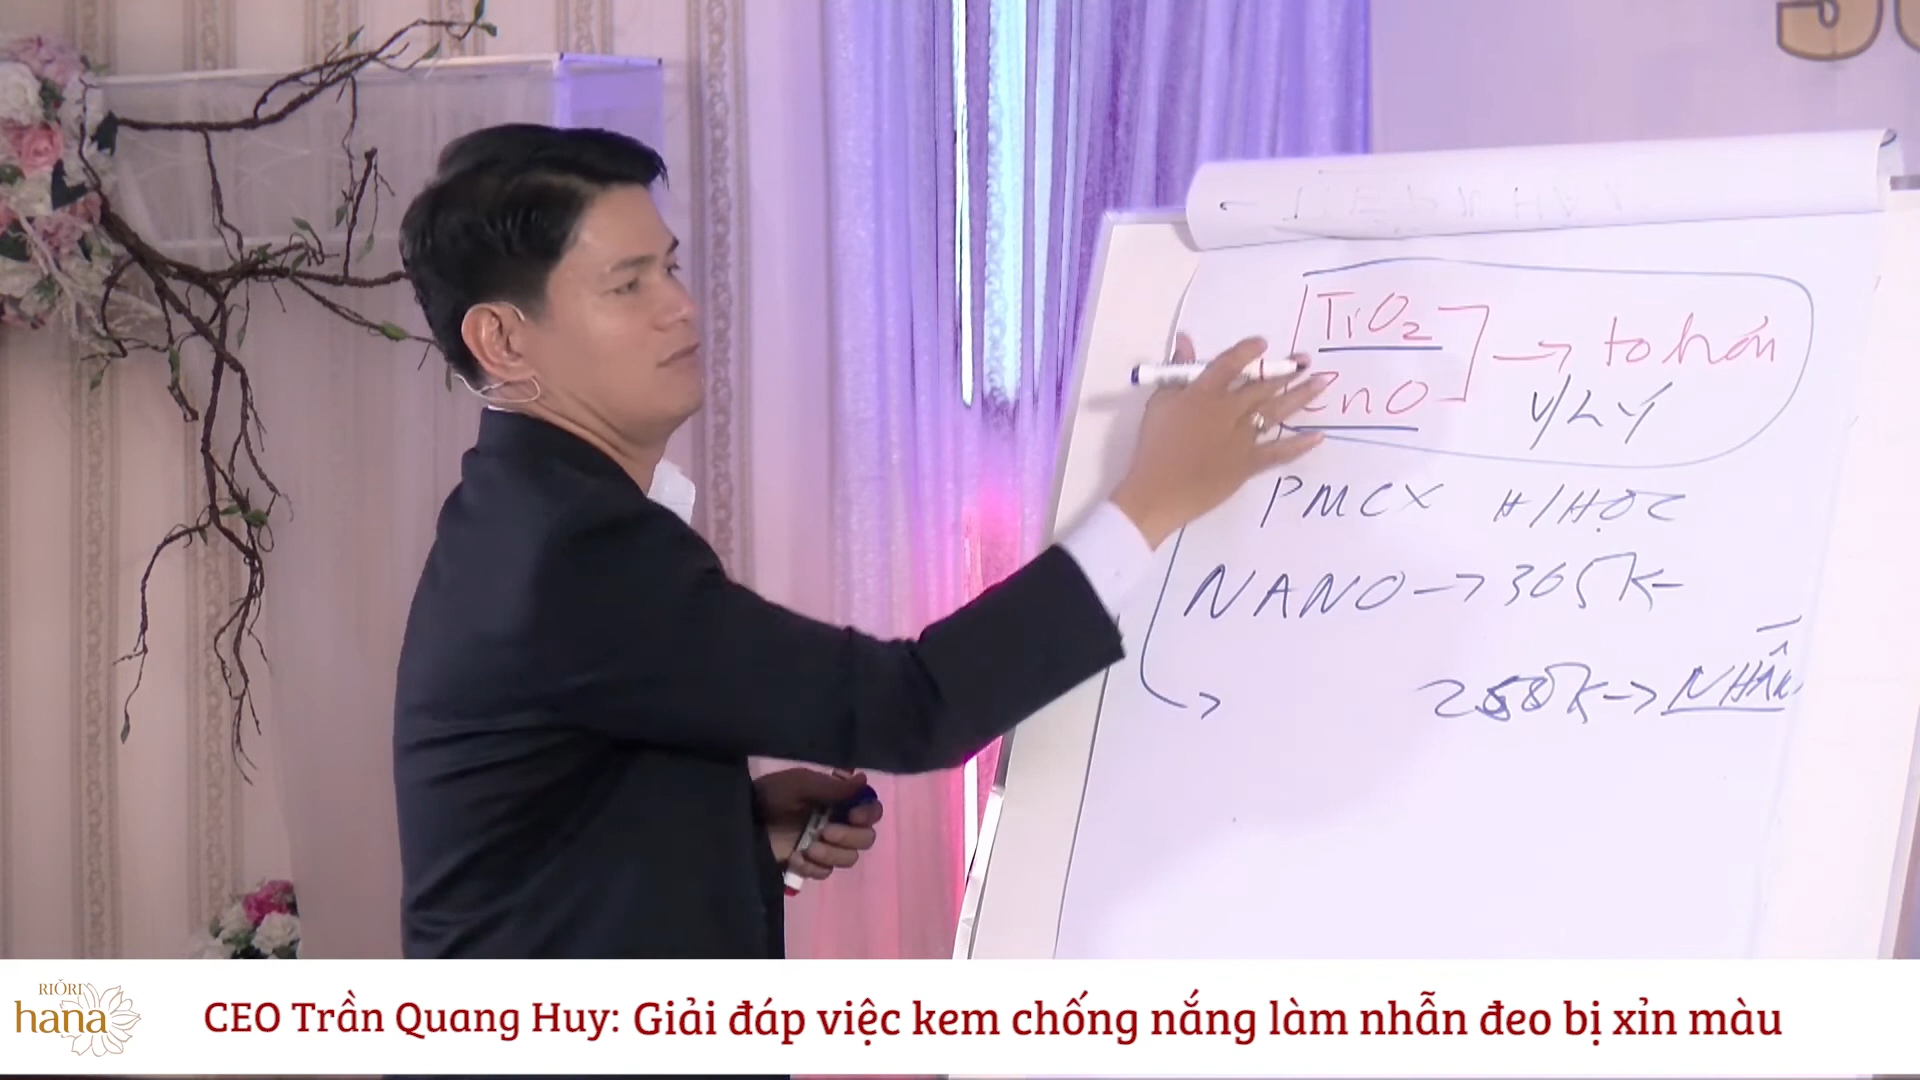 TiO2 → to hơn
ZnO V/LÝ
PMCX H/HỌC
NANO → 365K
250K → NHẪN
RIORI
hana
CEO Trần Quang Huy: Giải đáp việc kem chống nắng làm nhẫn đeo bị xỉn màu